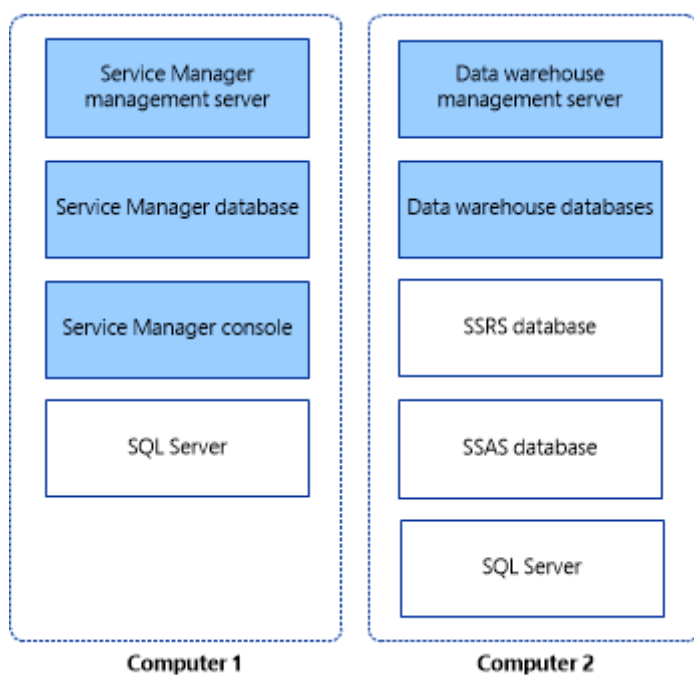 Service Manager
management server
Service Manager database
Service Manager console
SQL Server
Computer 1
Data warehouse
management server
Data warehouse databases
SSRS database
SSAS database
SQL Server
Computer 2